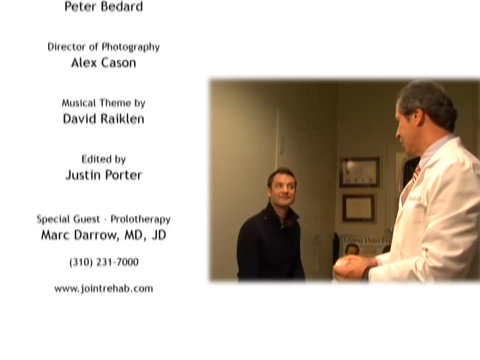 Peter Bedard
Director of Photography
Alex Cason
Musical Theme by
David Raiklen
Edited by
Justin Porter
Special Guest - Prolotherapy
Marc Darrow, MD, JD
(310) 231-7000
www.jointrehab.com